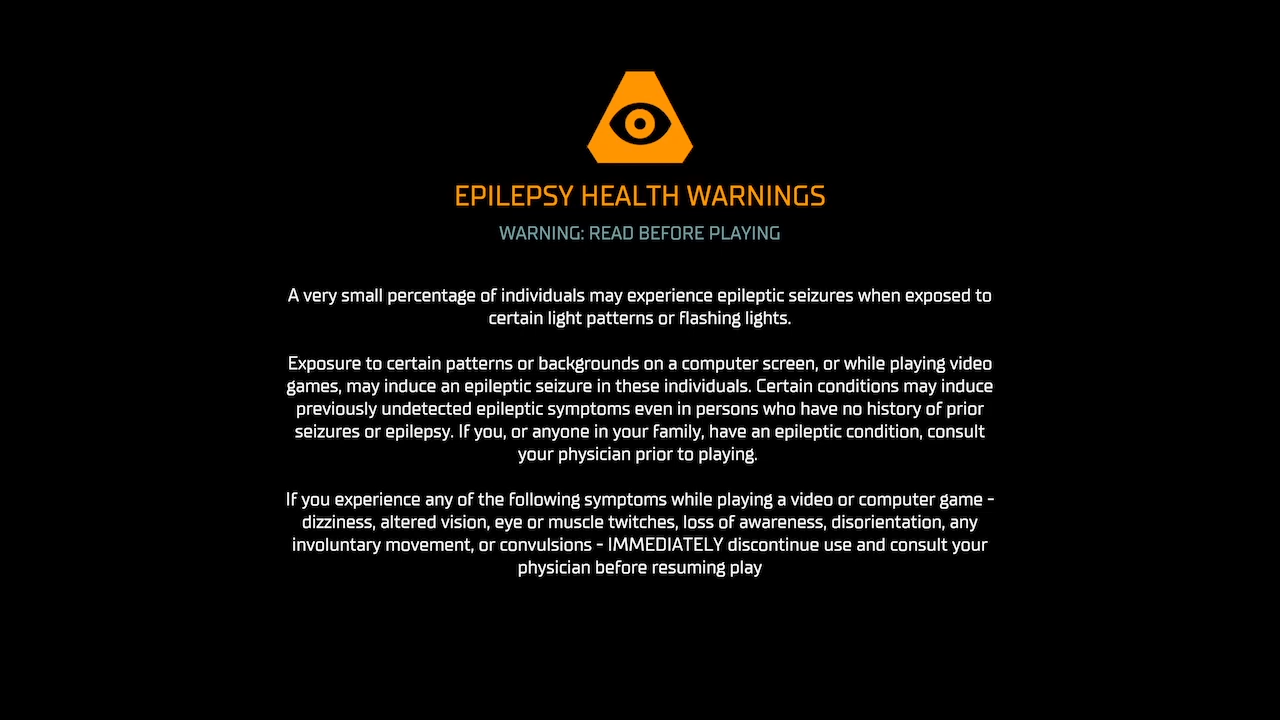 EPILEPSY HEALTH WARNINGS
WARNING: READ BEFORE PLAYING
A very small percentage of individuals may experience epileptic seizures when exposed to
certain light patterns or flashing lights.
Exposure to certain patterns or backgrounds on a computer screen, or while playing video
games, may induce an epileptic seizure in these individuals. Certain conditions may induce
previously undetected epileptic symptoms even in persons who have no history of prior
seizures or epilepsy. If you, or anyone in your family, have an epileptic condition, consult
your physician prior to playing.
If you experience any of the following symptoms while playing a video or computer game -
dizziness, altered vision, eye or muscle twitches, loss of awareness, disorientation, any
involuntary movement, or convulsions - IMMEDIATELY discontinue use and consult your
physician before resuming play